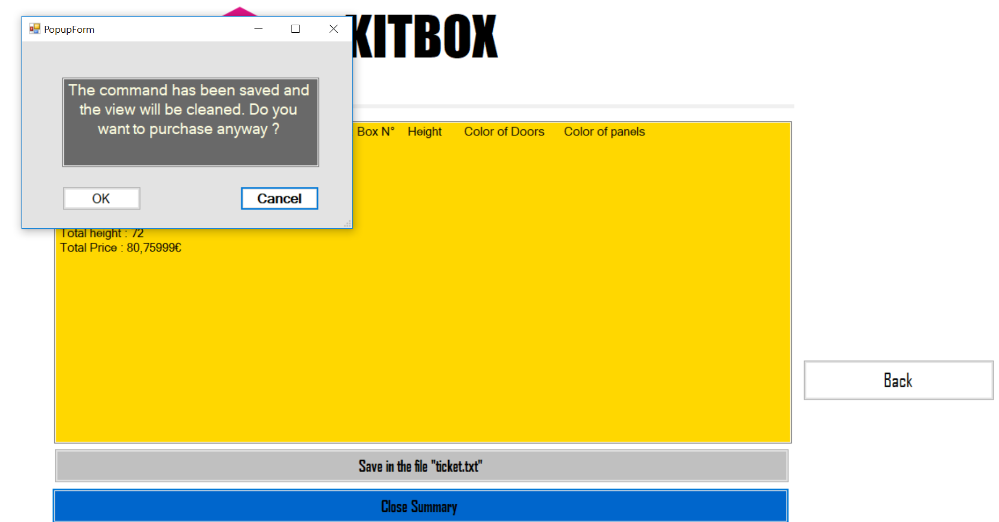 KITBOX
PopupForm
The command has been saved and
the view will be cleaned. Do you
want to purchase anyway ?
OK
Cancel
Box N° Height Color of Doors Color of panels
Total height : 72
Total Price : 80,75999€
Back
Save in the file "ticket.txt"
Close Summary